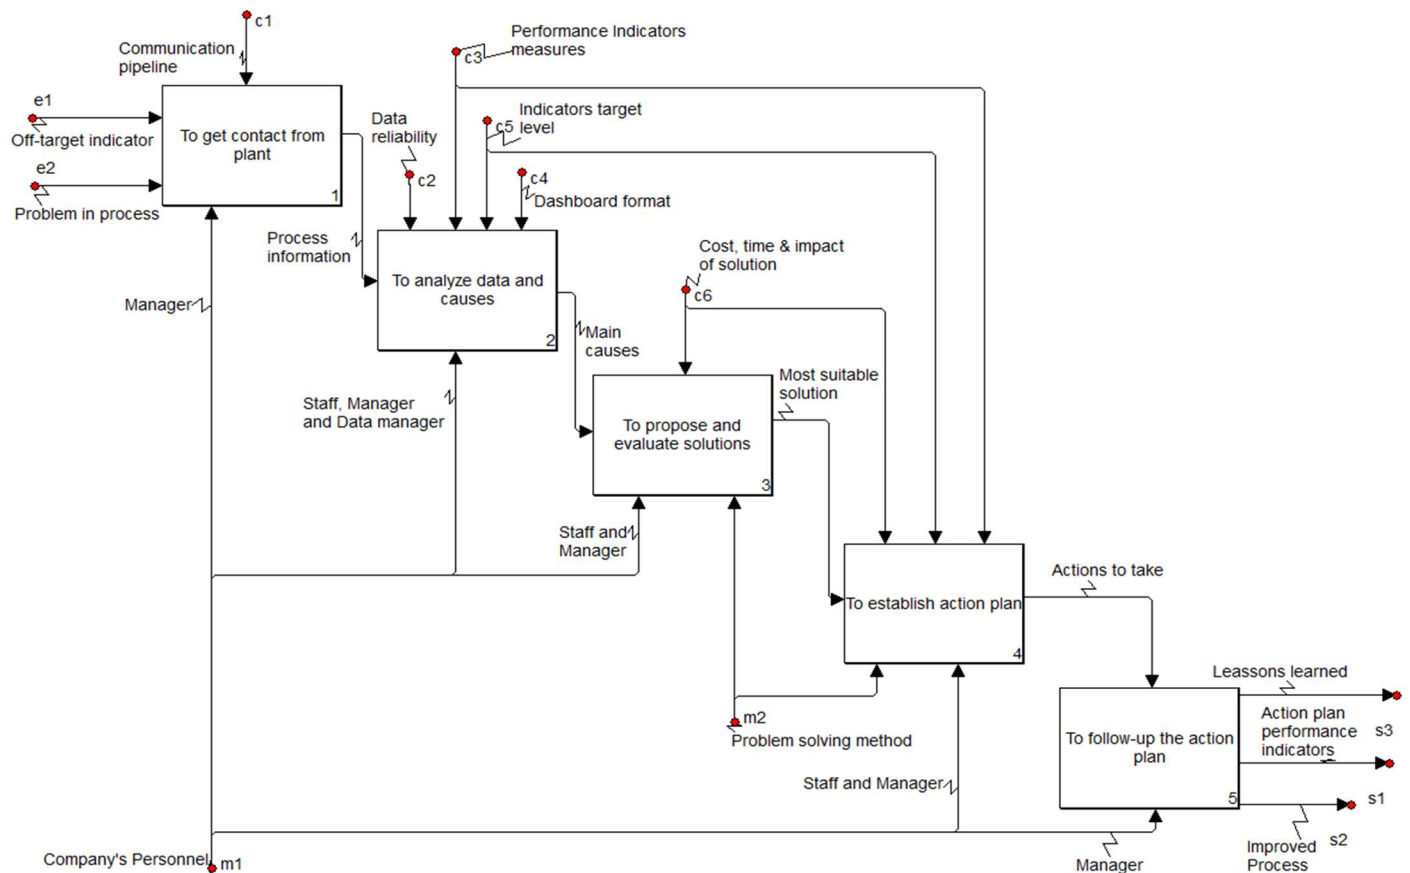 c1
Communication
pipeline
e1
Off-target indicator
e2
Problem in process
To get contact from
plant
1
Performance Indicators
measures
c3
Data
reliability
c2
Indicators target
level
c5
c4
Dashboard format
Process
information
To analyze data and
causes
2
Manager
Cost, time & impact
of solution
c6
Main
causes
Staff, Manager
and Data manager
Most suitable
solution
To propose and
evaluate solutions
3
Staff and
Manager
To establish action plan
4
Actions to take
m2
Problem solving method
Staff and Manager
Leassons learned
s3
Action plan
performance
indicators
s1
To follow-up the action
plan
5
s2
Improved
Process
Manager
Company's Personnel
m1